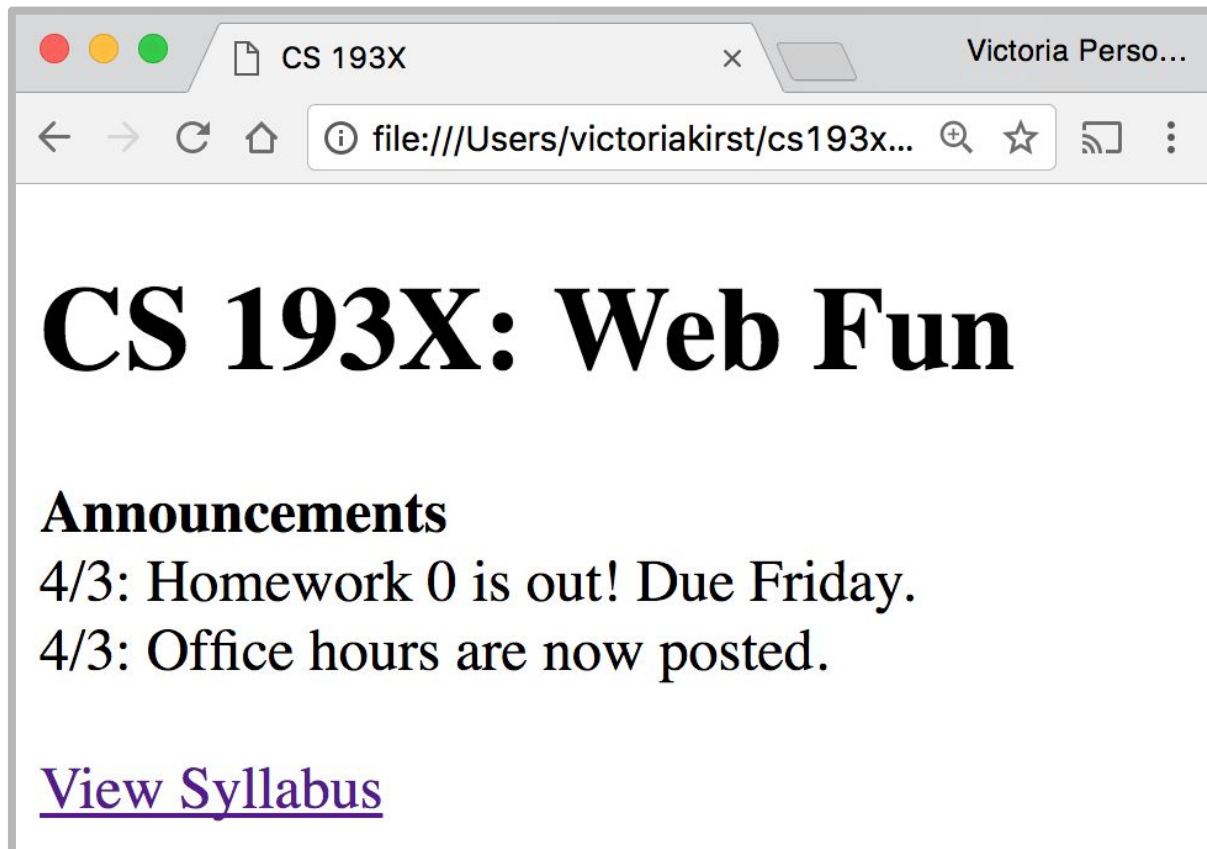 CS 193X
Victoria Perso...
file:///Users/victoriakirst/cs193x...
CS 193X: Web Fun
Announcements
4/3: Homework 0 is out! Due Friday.
4/3: Office hours are now posted.
View Syllabus